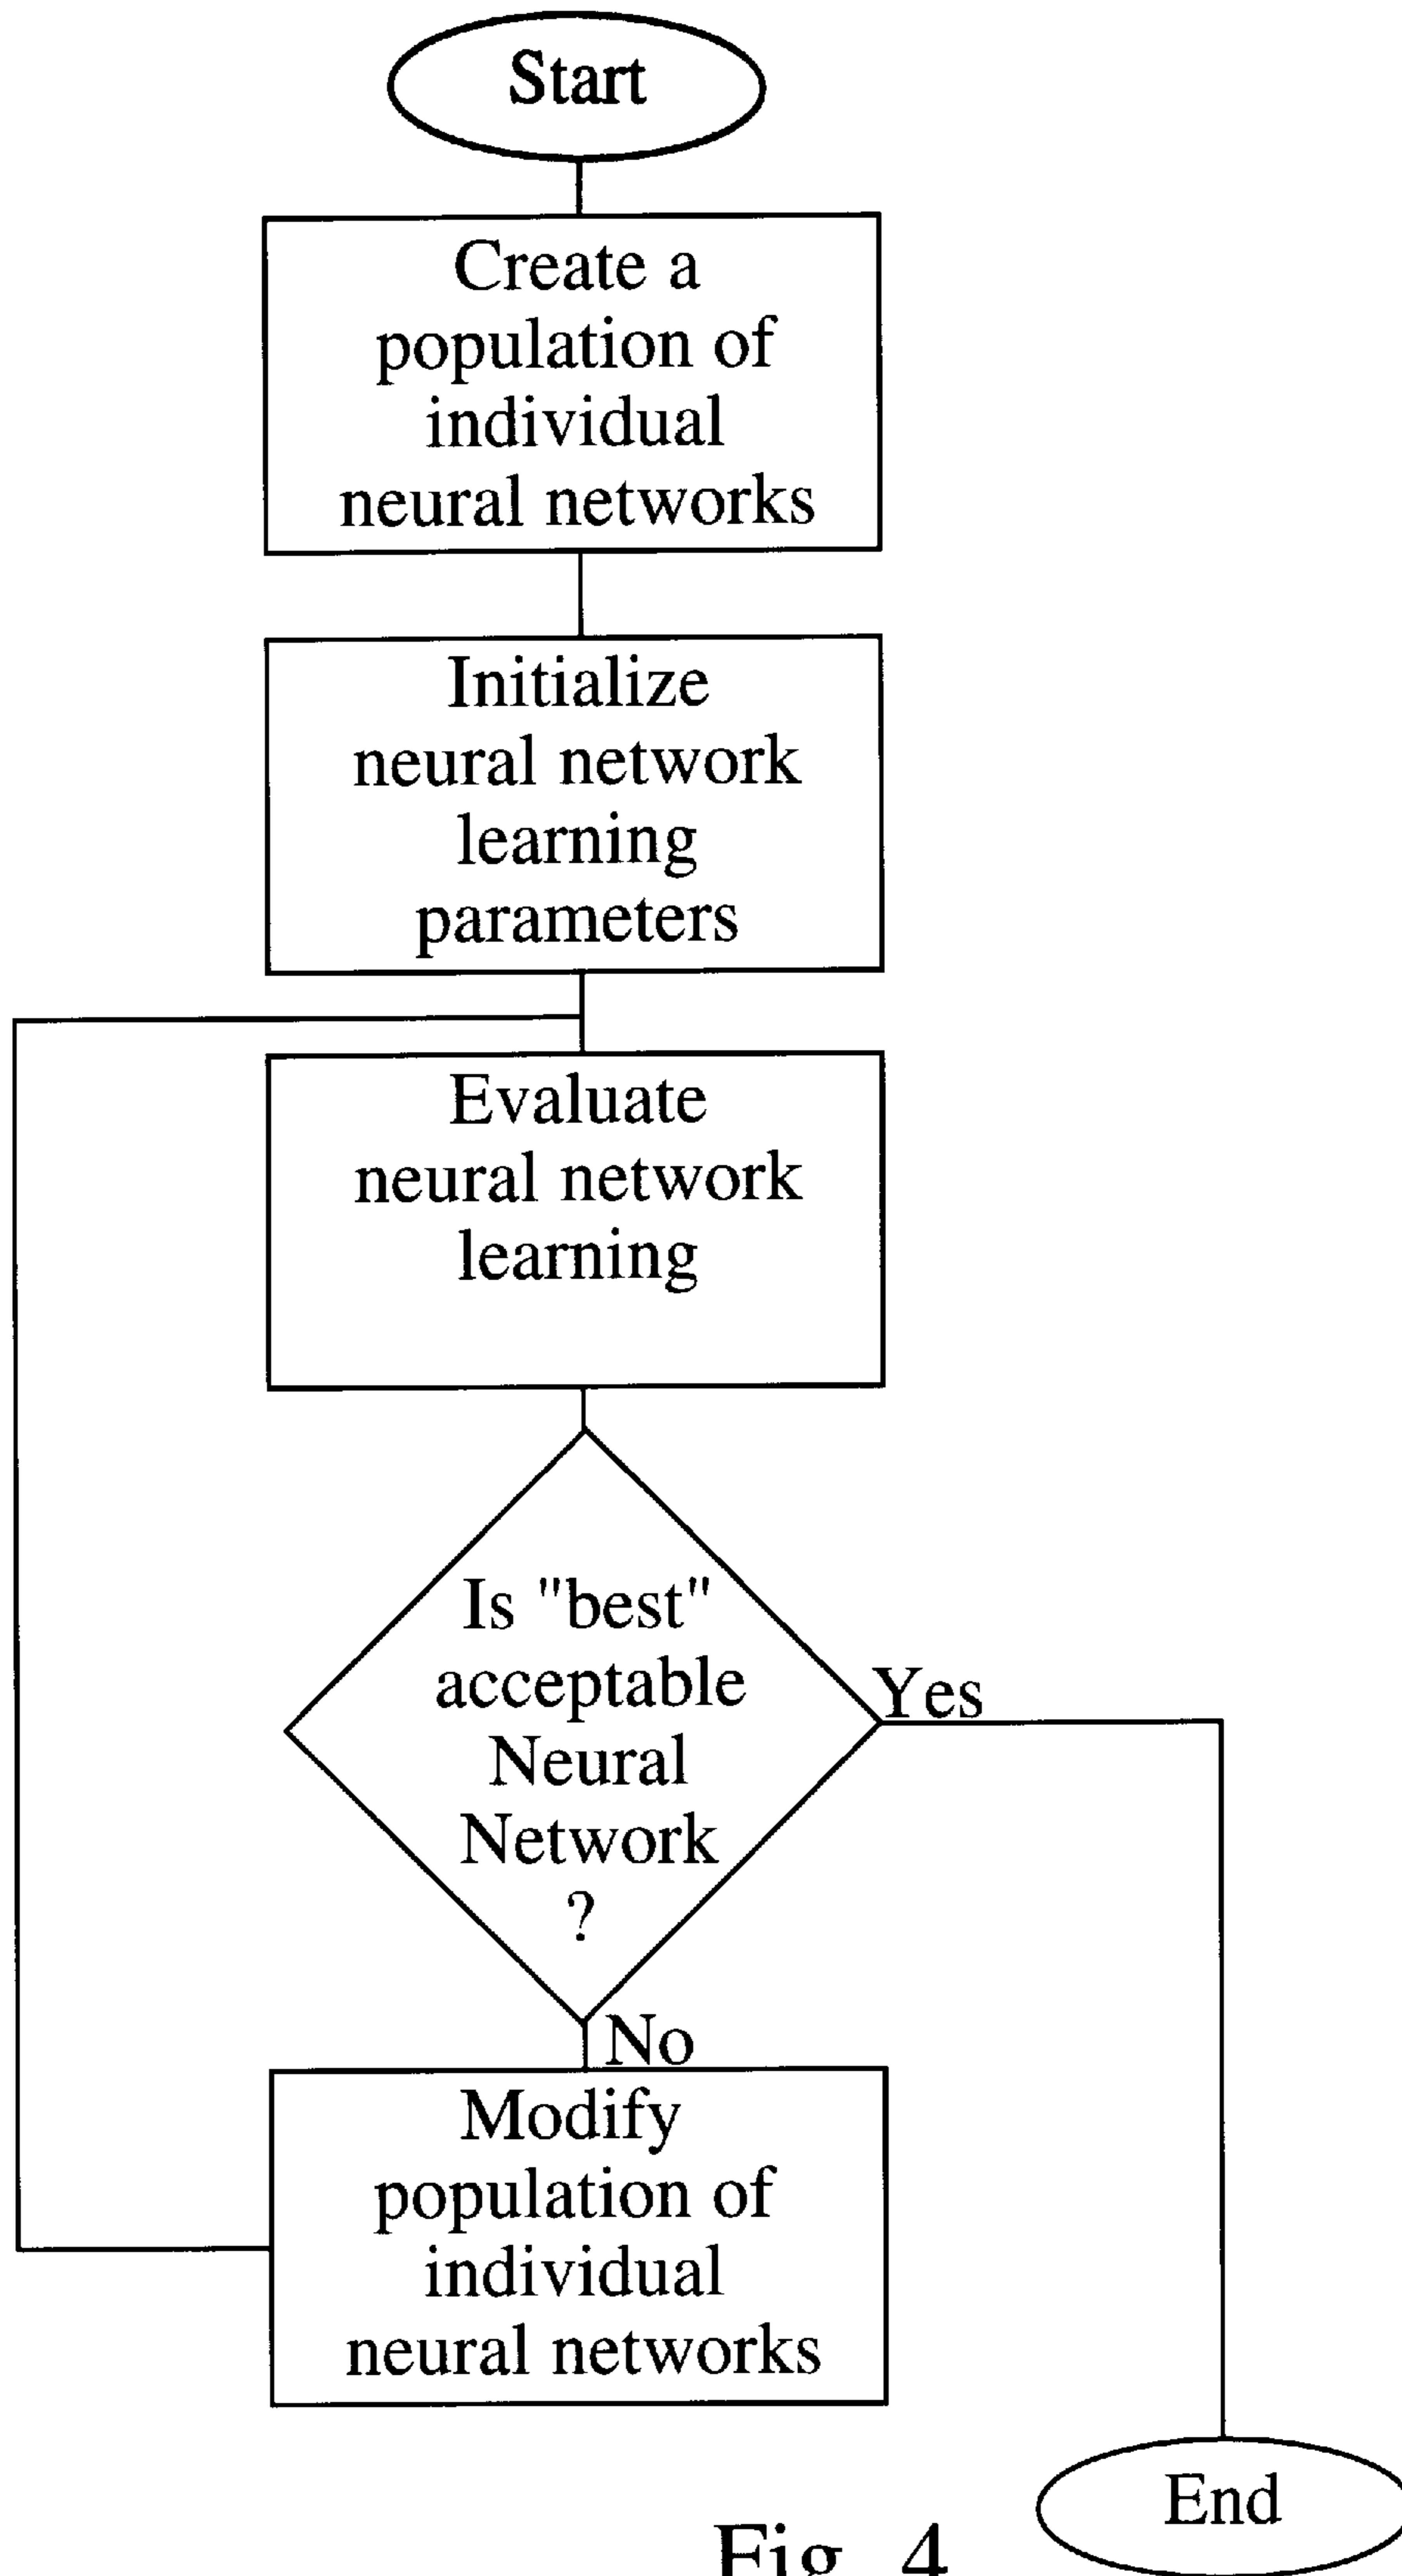 Start
Create a
population of
individual
neural networks
Initialize
neural network
learning
parameters
Evaluate
neural network
learning
Is "best"
acceptable
Neural
Network
?
Yes
No
Modify
population of
individual
neural networks
End
Fig. 4